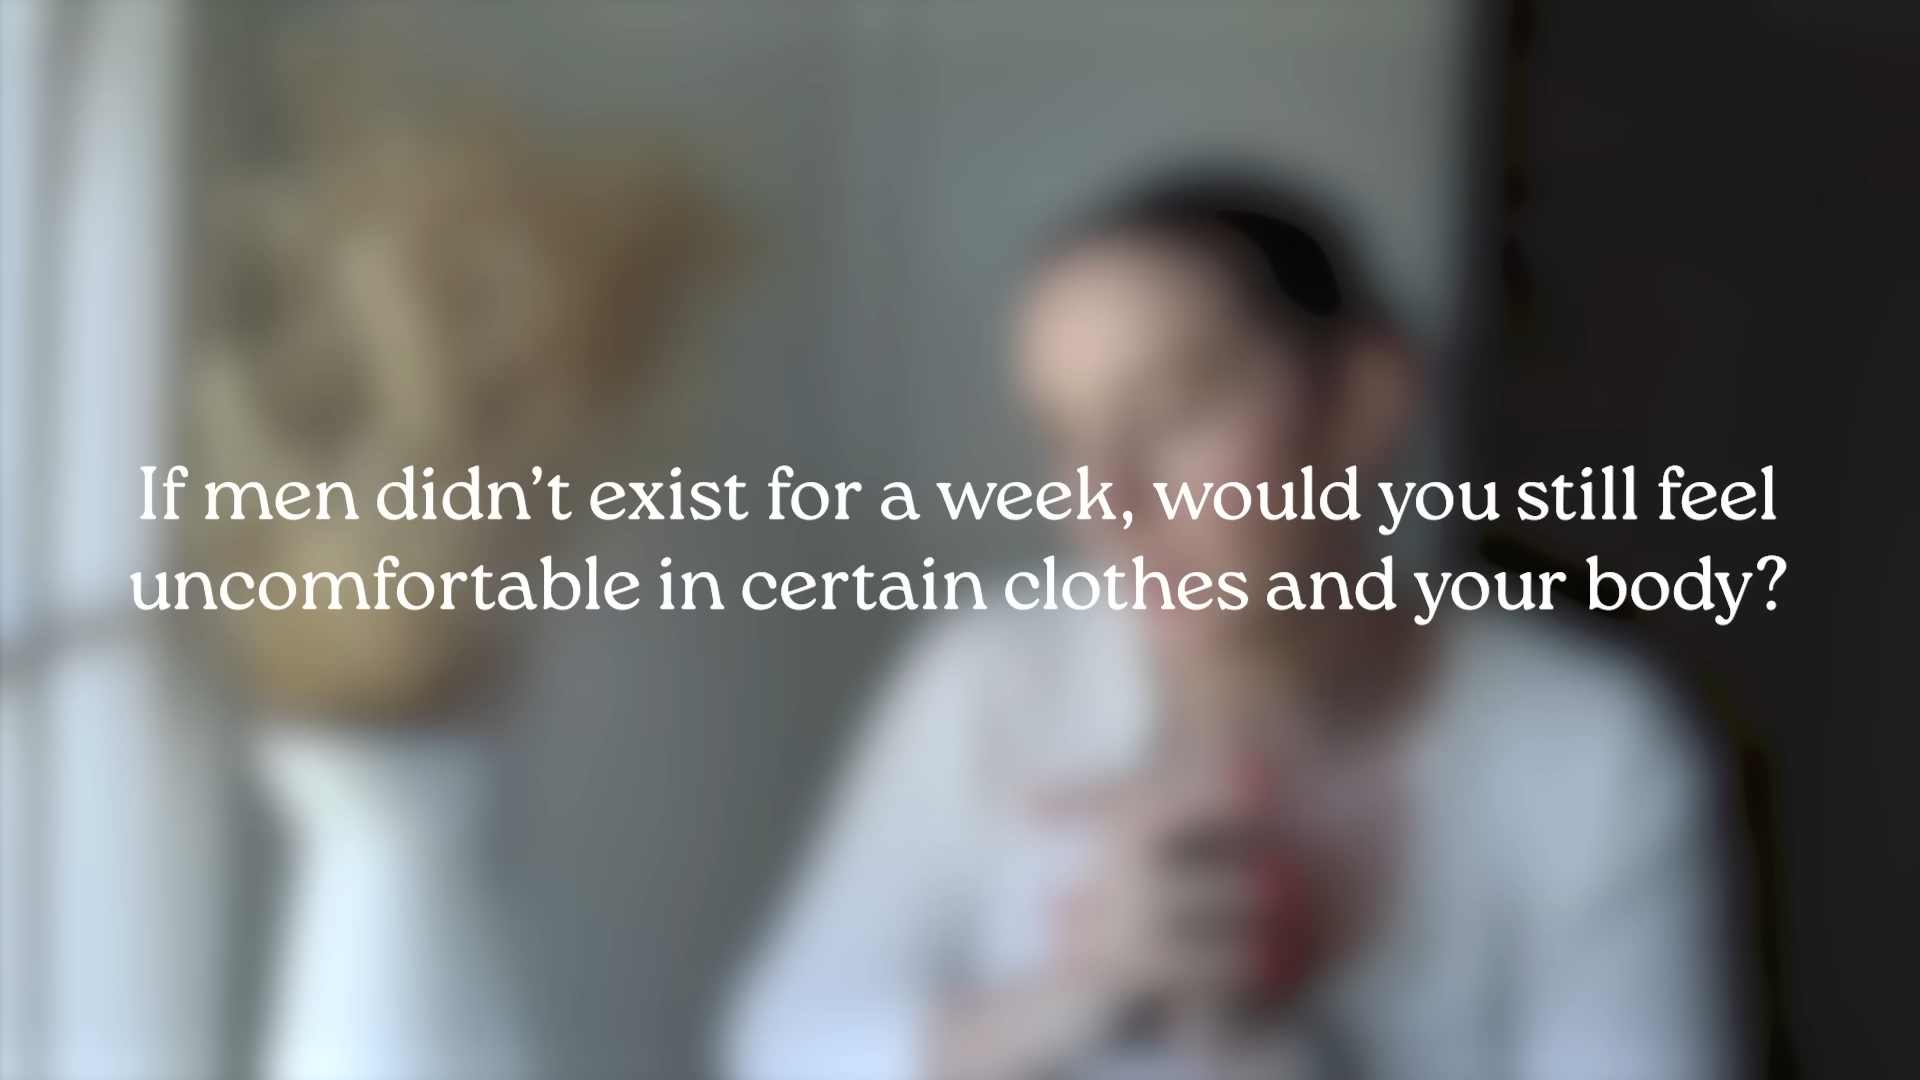 If men didn’t exist for a week, would you still feel
uncomfortable in certain clothes and your body?